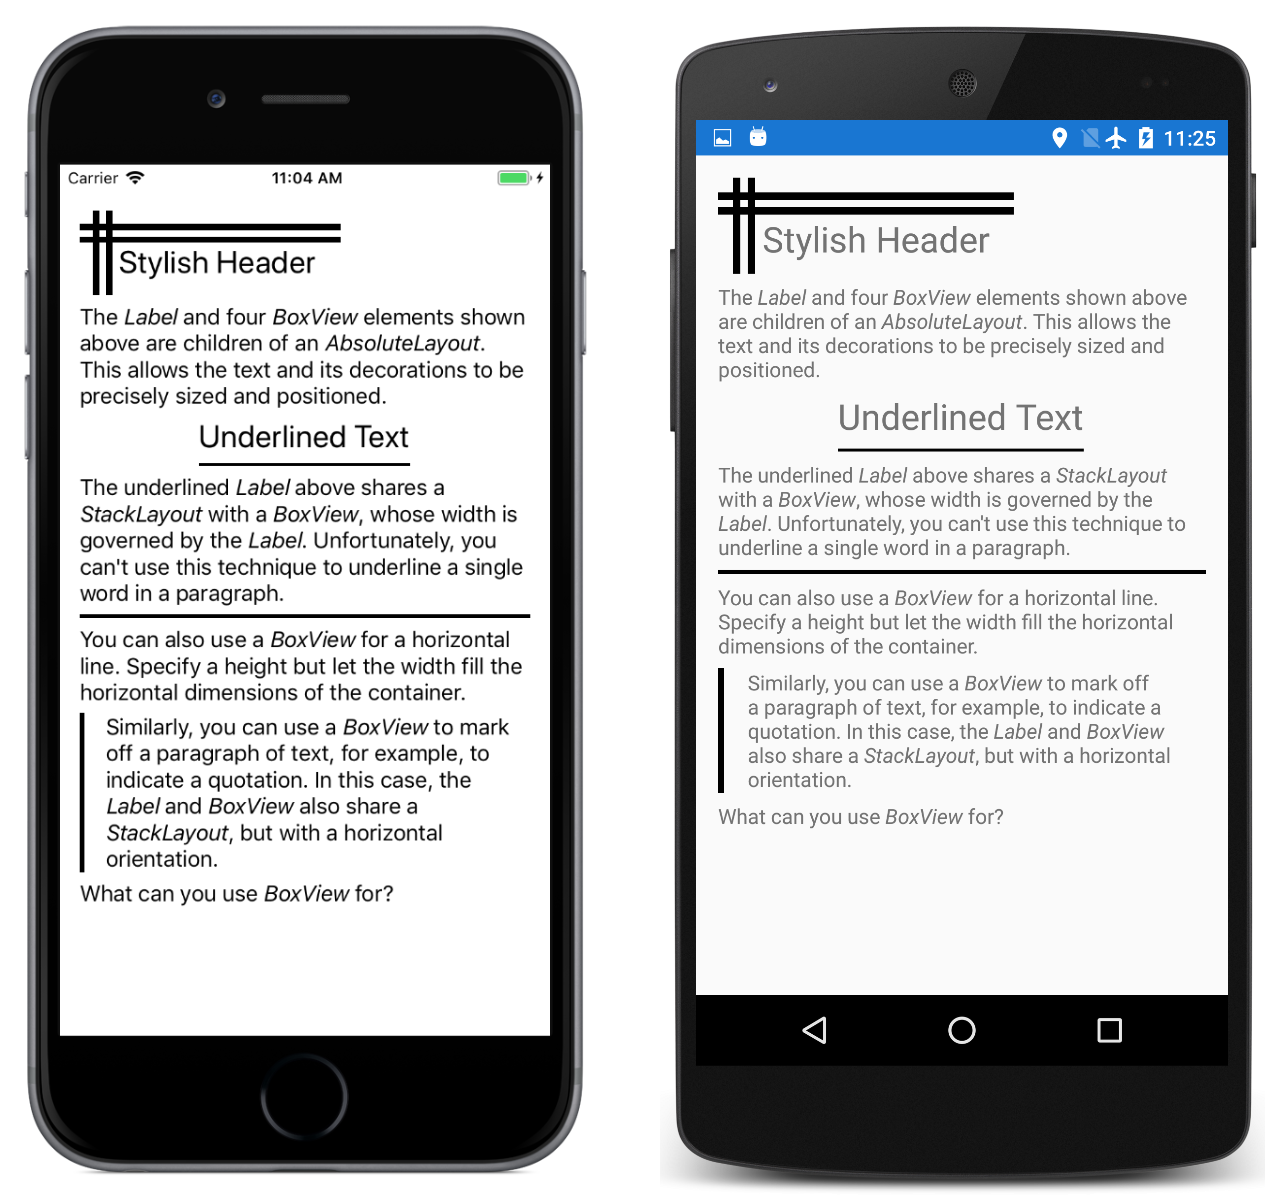 Carrier
11:04 AM
Stylish Header
The Label and four BoxView elements shown
above are children of an AbsoluteLayout.
This allows the text and its decorations to be
precisely sized and positioned.
Underlined Text
The underlined Label above shares a
StackLayout with a BoxView, whose width is
governed by the Label. Unfortunately, you
can't use this technique to underline a single
word in a paragraph.
You can also use a BoxView for a horizontal
line. Specify a height but let the width fill the
horizontal dimensions of the container.
Similarly, you can use a BoxView to mark
off a paragraph of text, for example, to
indicate a quotation. In this case, the
Label and BoxView also share a
StackLayout, but with a horizontal
orientation.
What can you use BoxView for?
11:25
Stylish Header
The Label and four BoxView elements shown above
are children of an AbsoluteLayout. This allows the
text and its decorations to be precisely sized and
positioned.
Underlined Text
The underlined Label above shares a StackLayout
with a BoxView, whose width is governed by the
Label. Unfortunately, you can't use this technique to
underline a single word in a paragraph.
You can also use a BoxView for a horizontal line.
Specify a height but let the width fill the horizontal
dimensions of the container.
Similarly, you can use a BoxView to mark off
a paragraph of text, for example, to indicate a
quotation. In this case, the Label and BoxView
also share a StackLayout, but with a horizontal
orientation.
What can you use BoxView for?